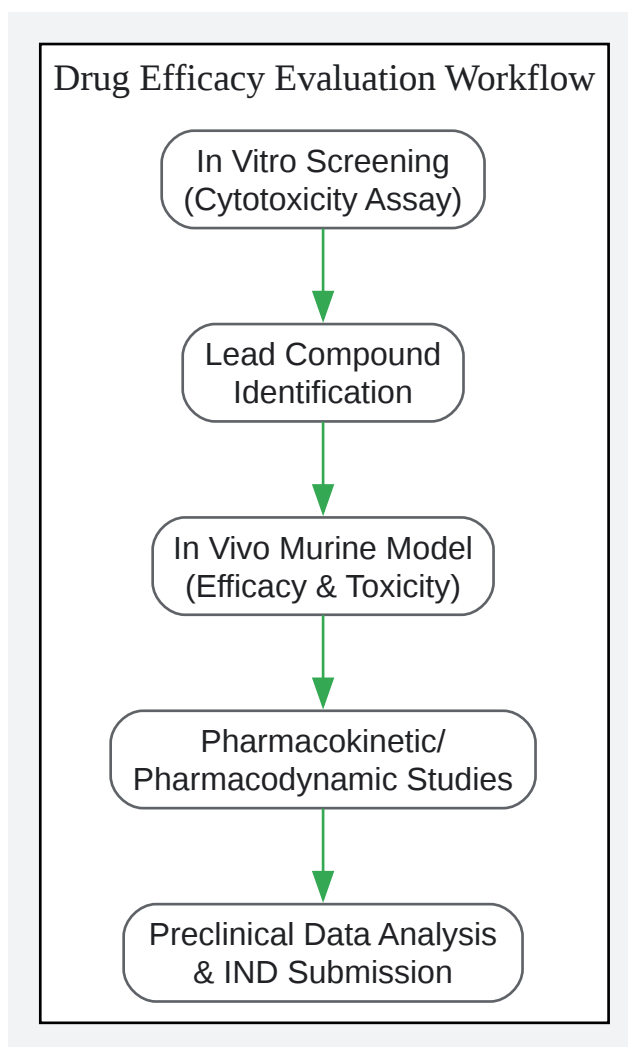 Drug Efficacy Evaluation Workflow
In Vitro Screening
(Cytotoxicity Assay)
Lead Compound
Identification
In Vivo Murine Model
(Efficacy & Toxicity)
Pharmacokinetic/
Pharmacodynamic Studies
Preclinical Data Analysis
& IND Submission